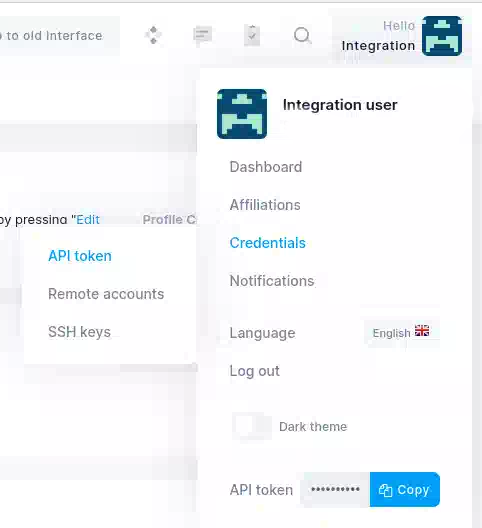 to old interface
Hello
Integration
Integration user
Dashboard
Affiliations
by pressing "Edit
Profile C
Credentials
API token
Remote accounts
SSH keys
Notifications
Language
English
Log out
Dark theme
API token •••••••••• Copy